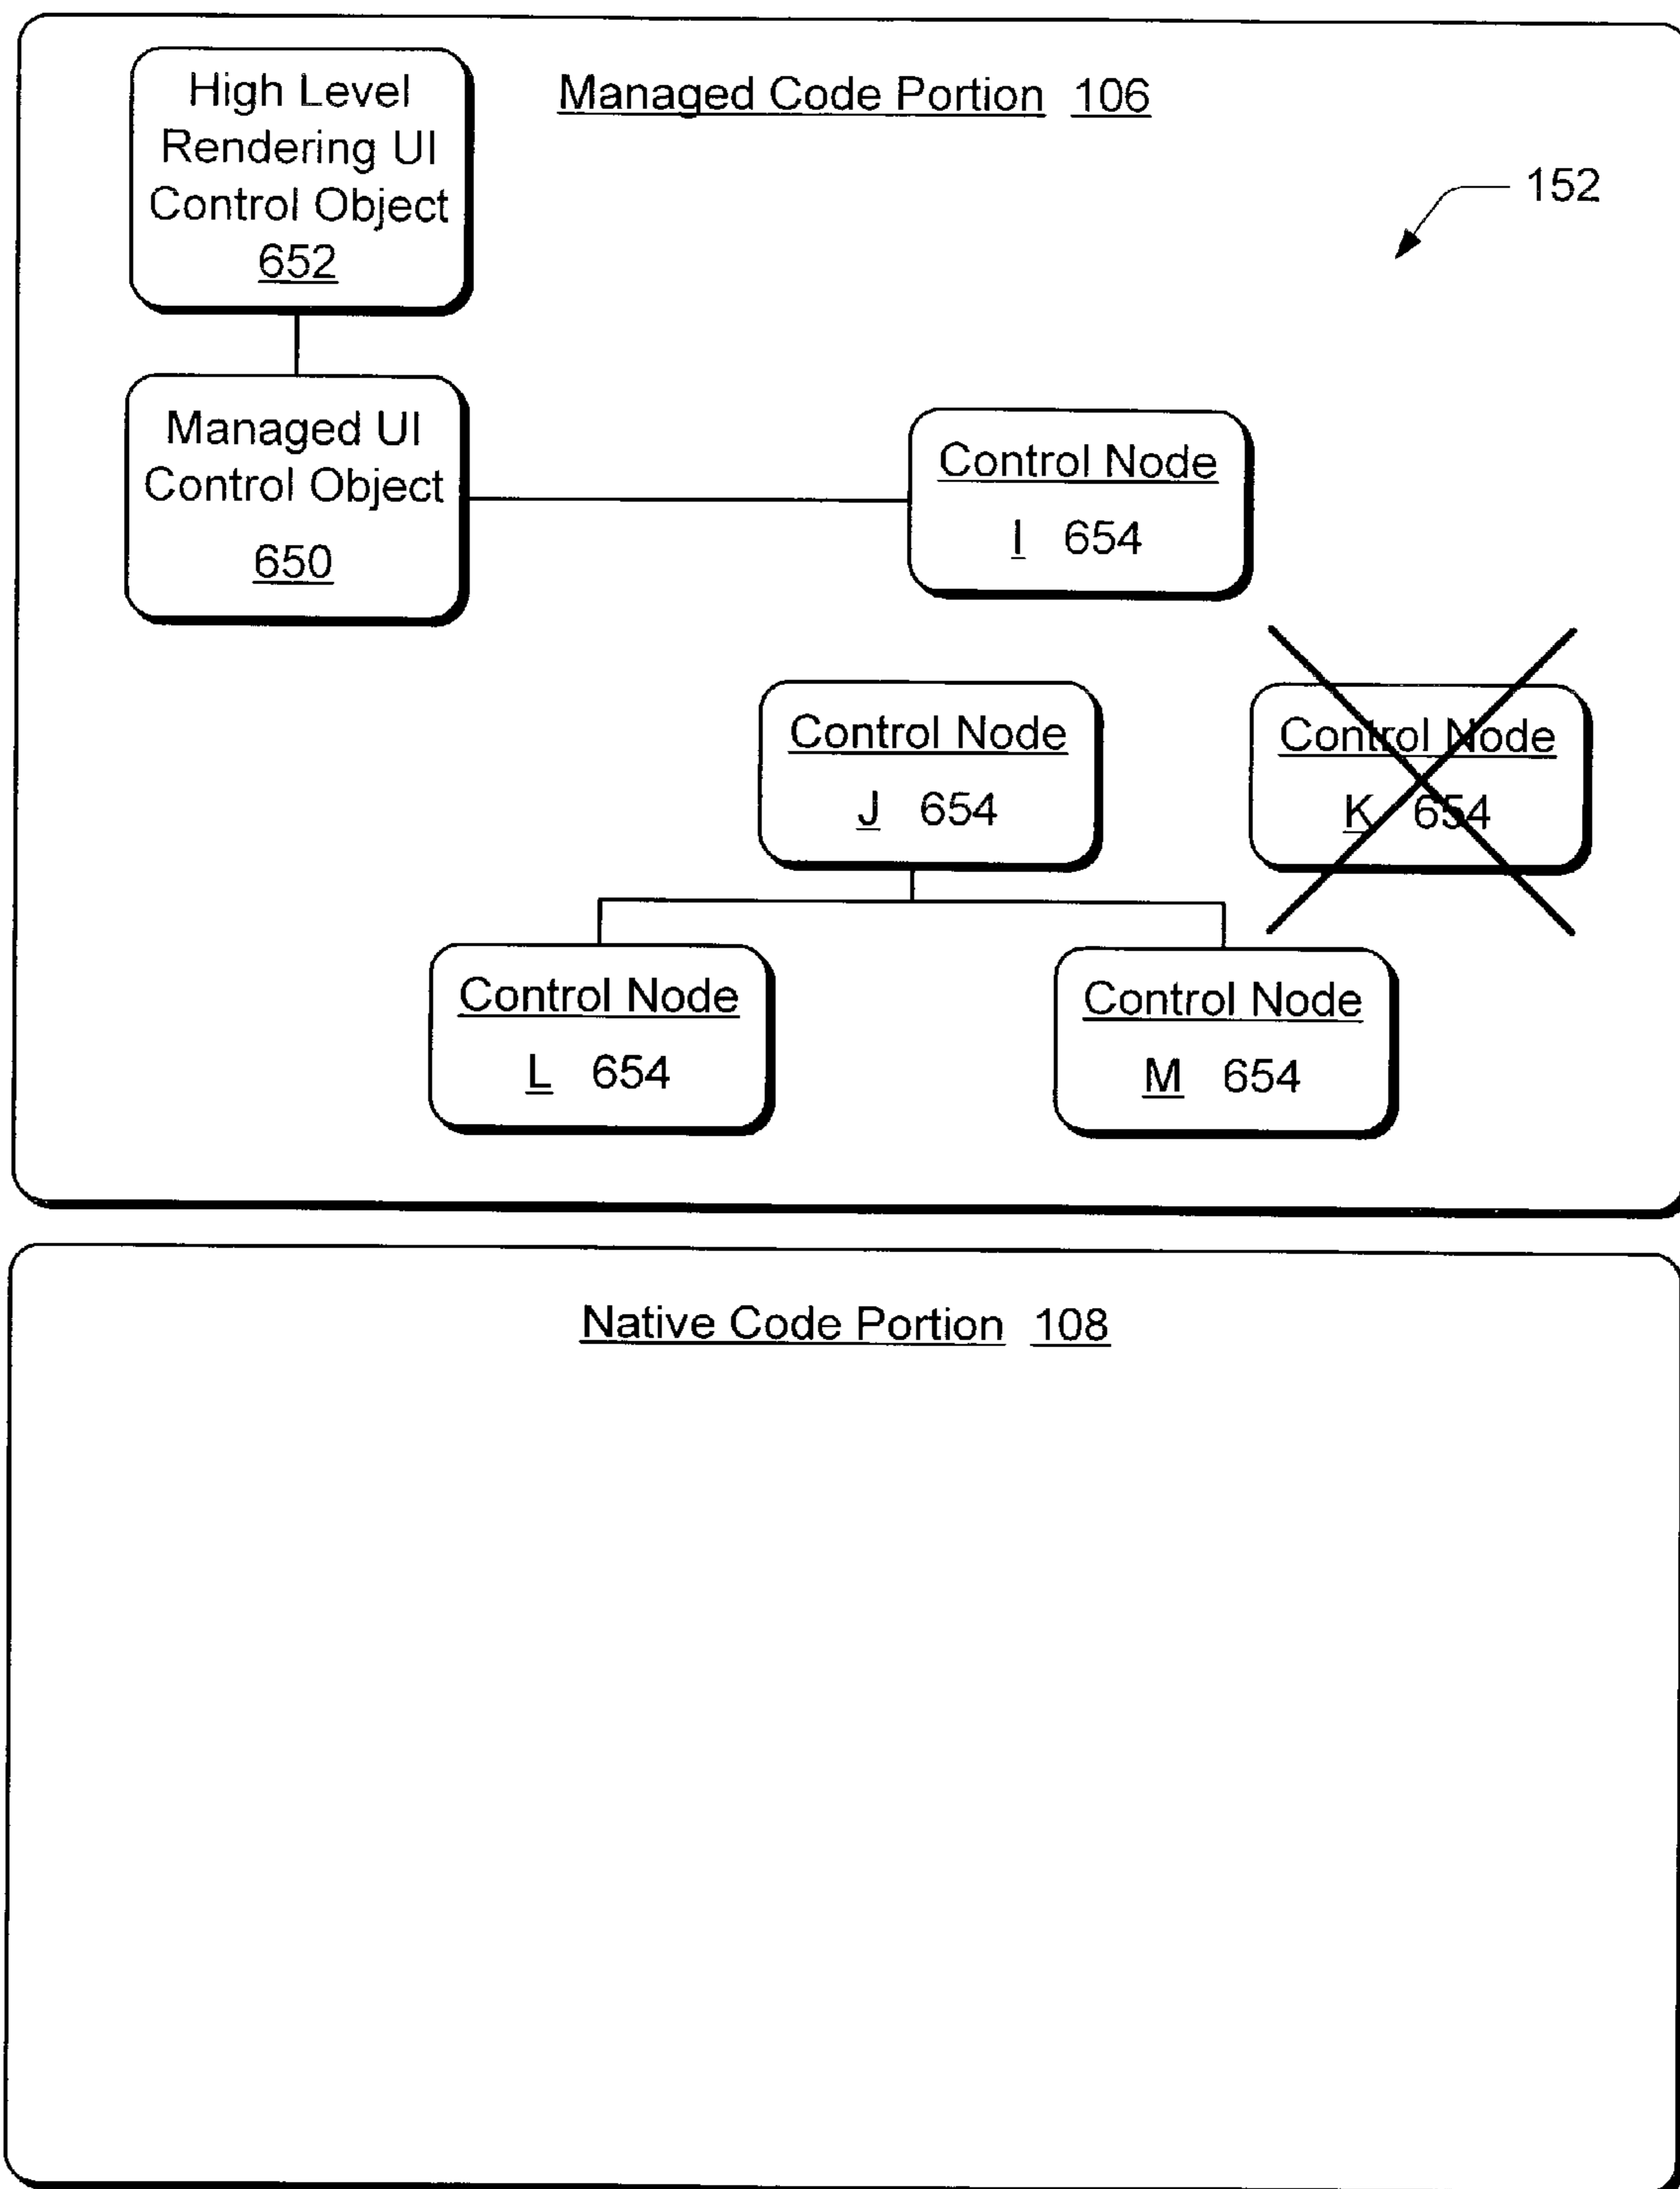 Managed Code Portion 106
High Level
Rendering UI
Control Object
652
152
Managed UI
Control Object
650
Control Node
I 654
Control Node
J 654
Control Node
K 654
Control Node
L 654
Control Node
M 654
Native Code Portion 108